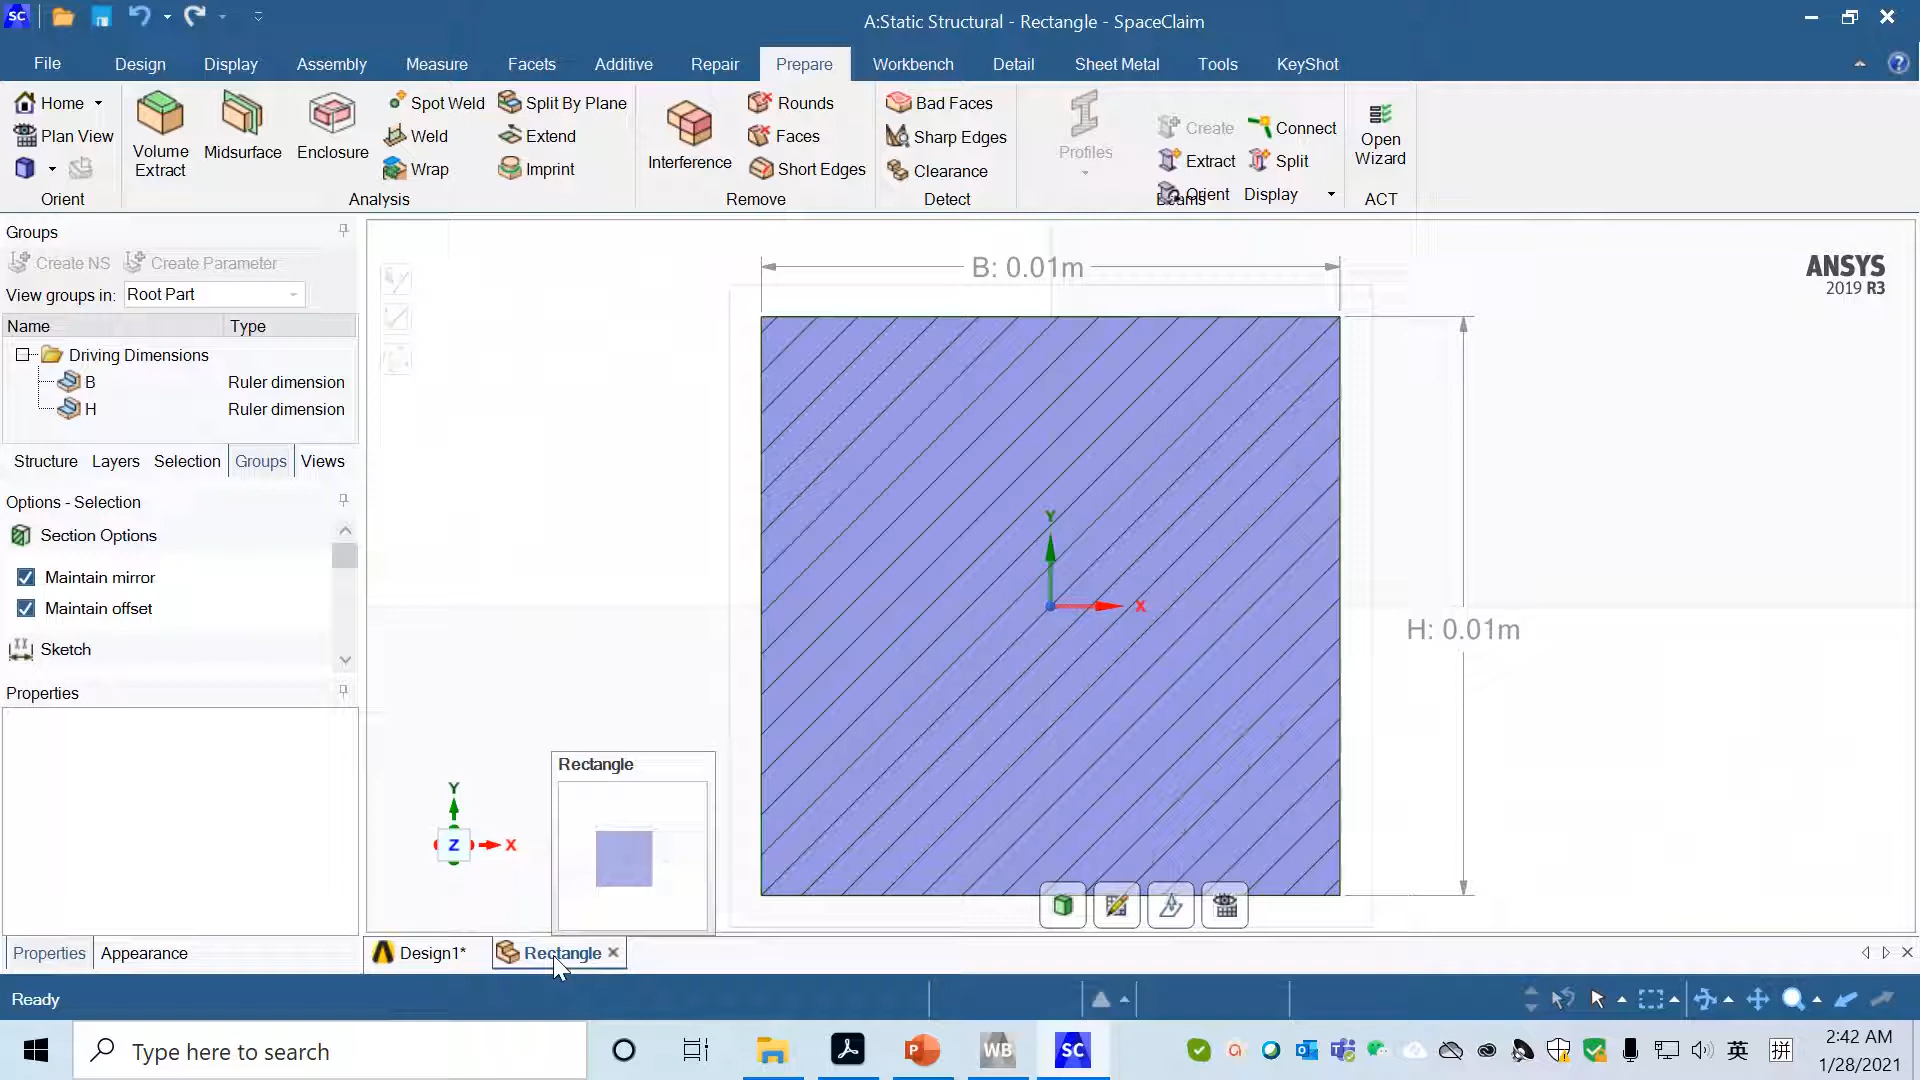 SC
A:Static Structural - Rectangle - SpaceClaim
File Design Display Assembly Measure Facets Additive Repair Prepare Workbench Detail Sheet Metal Tools KeyShot
Home
Plan View
Orient
Volume
Extract
Midsurface
Enclosure
Spot Weld
Weld
Wrap
Split By Plane
Extend
Imprint
Analysis
Interference
Rounds
Faces
Short Edges
Remove
Bad Faces
Sharp Edges
Clearance
Detect
Profiles
Create
Connect
Extract
Split
Orient
Display
Beams
Open
Wizard
ACT
Groups
Create NS
Create Parameter
View groups in: Root Part
Name Type
Driving Dimensions
B Ruler dimension
H Ruler dimension
Structure Layers Selection Groups Views
Options - Selection
Section Options
Maintain mirror
Maintain offset
Sketch
Properties
Properties Appearance
B: 0.01m
H: 0.01m
ANSYS
2019 R3
Y
X
Y
Z
X
Rectangle
Design1*
Rectangle
Ready
Type here to search
WB
SC
英
拼
2:42 AM
1/28/2021